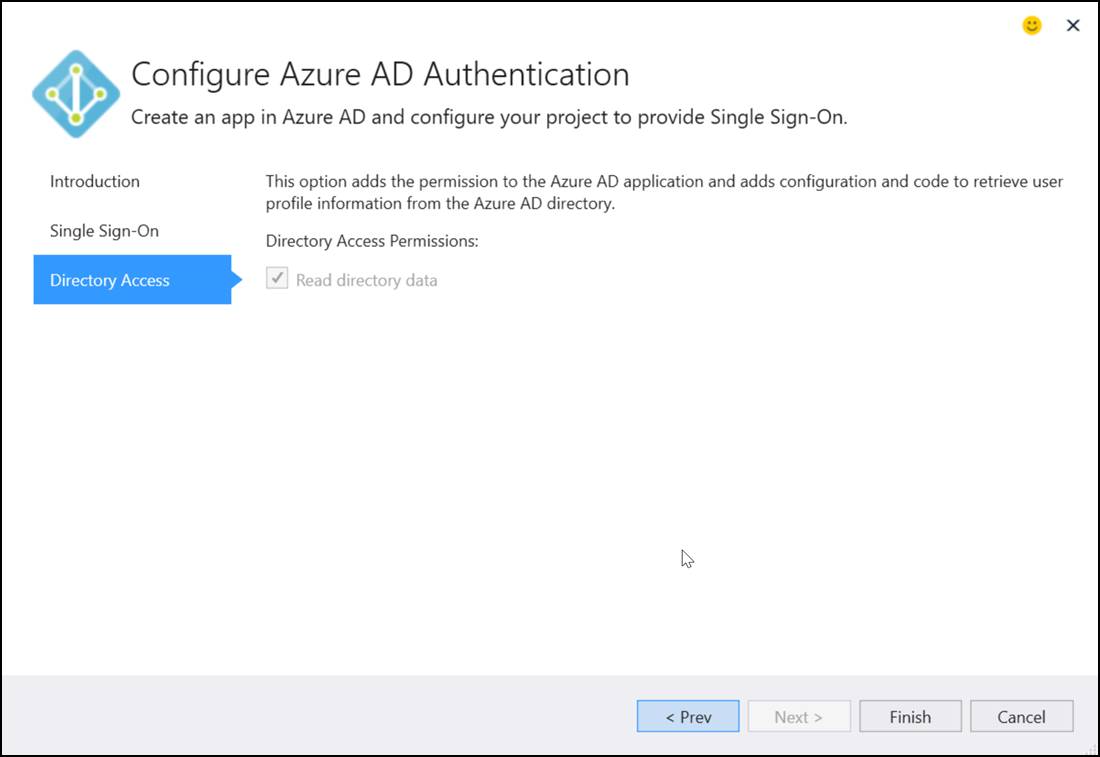 Configure Azure AD Authentication
Create an app in Azure AD and configure your project to provide Single Sign-On.
Introduction
Single Sign-On
Directory Access
This option adds the permission to the Azure AD application and adds configuration and code to retrieve user
profile information from the Azure AD directory.
Directory Access Permissions:
Read directory data
< Prev
Next >
Finish
Cancel